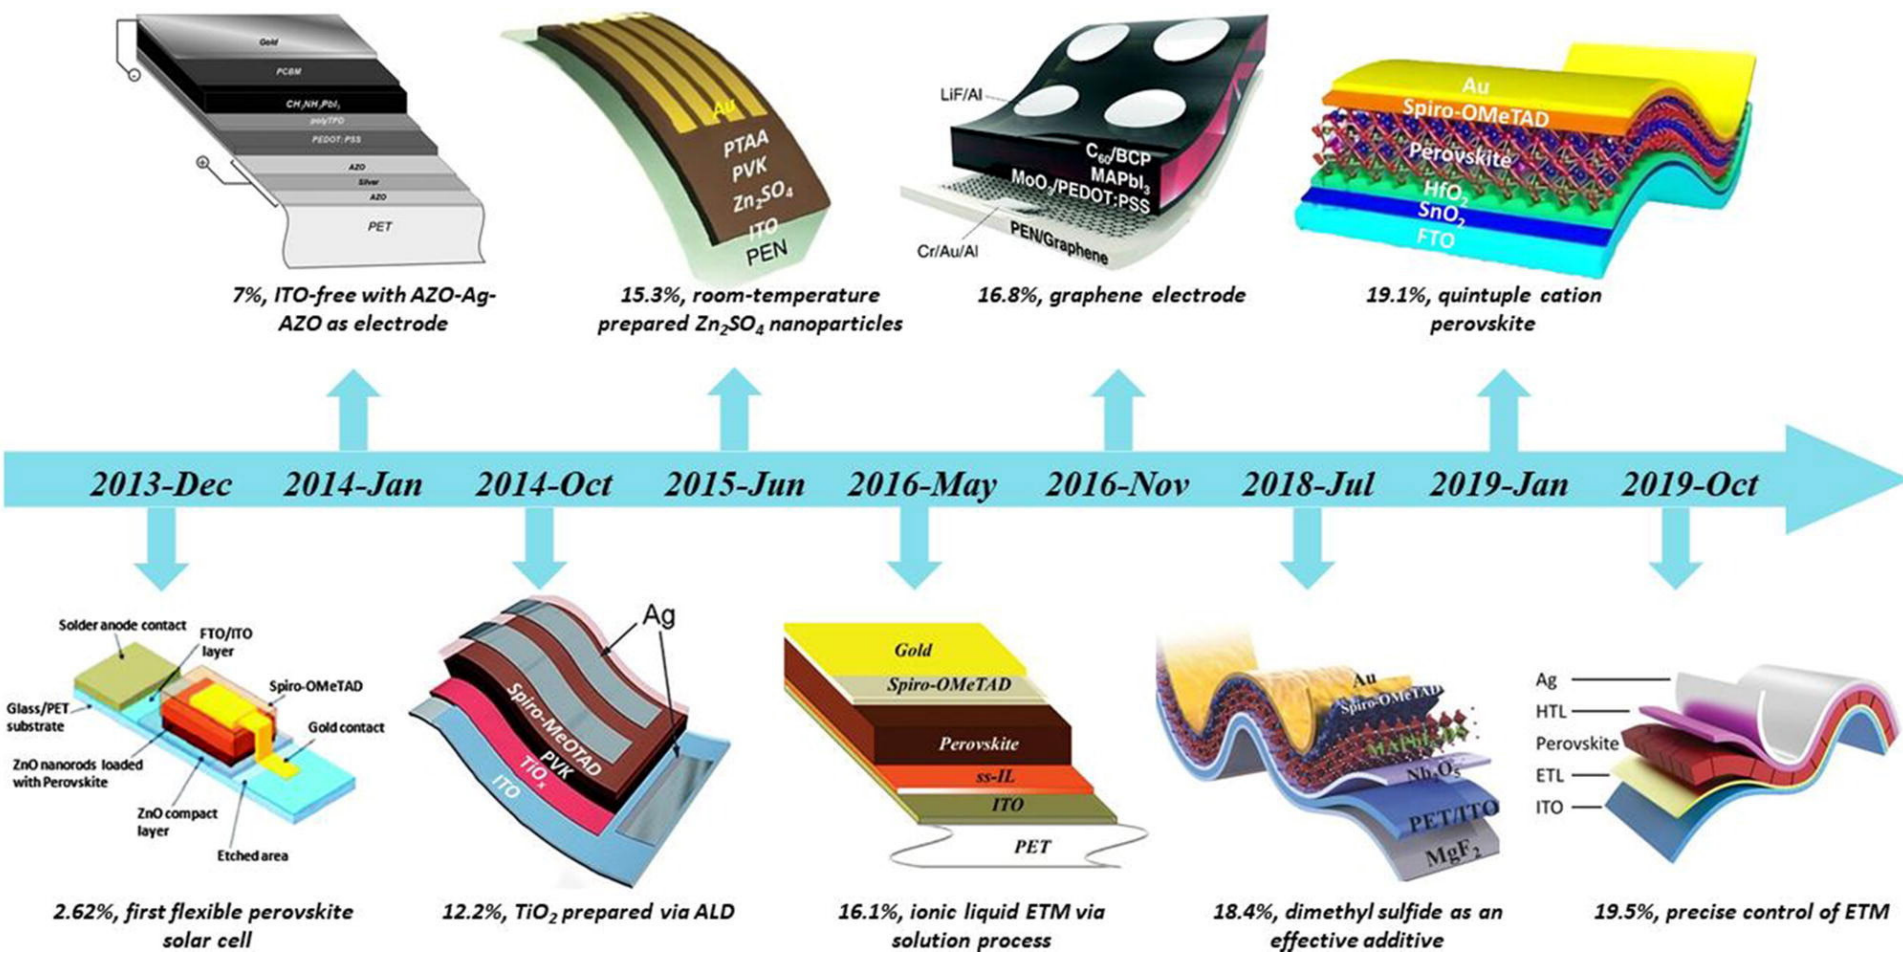 Gold
PCBM
CH3NH3PbI3
polyTPD
PEDOT:PSS
AZO
Silver
AZO
PET
7%, ITO-free with AZO-Ag-
AZO as electrode
Au
PTAA
PVK
Zn₂SO₄
ITO
PEN
15.3%, room-temperature
prepared Zn₂SO₄ nanoparticles
LiF/Al
C₆₀/BCP
MAPbI₃
MoO₃/PEDOT:PSS
PEN/Graphene
Cr/Au/Al
16.8%, graphene electrode
Au
Spiro-OMeTAD
Perovskite
HfO₂
SnO₂
FTO
19.1%, quintuple cation
perovskite
2013-Dec 2014-Jan 2014-Oct 2015-Jun 2016-May 2016-Nov 2018-Jul 2019-Jan 2019-Oct
Solder anode contact
FTO/ITO
layer
Spiro-OMeTAD
Glass/PET
substrate
Gold contact
ZnO nanorods loaded
with Perovskite
ZnO compact
layer
Etched area
2.62%, first flexible perovskite
solar cell
Ag
Spiro-MeOTAD
PVK
TiOₓ
ITO
12.2%, TiO₂ prepared via ALD
Gold
Spiro-OMeTAD
Perovskite
ss-IL
ITO
PET
16.1%, ionic liquid ETM via
solution process
Au
Spiro-OMeTAD
Nb₂O₅
PET/ITO
MgF₂
18.4%, dimethyl sulfide as an
effective additive
Ag
HTL
Perovskite
ETL
ITO
19.5%, precise control of ETM